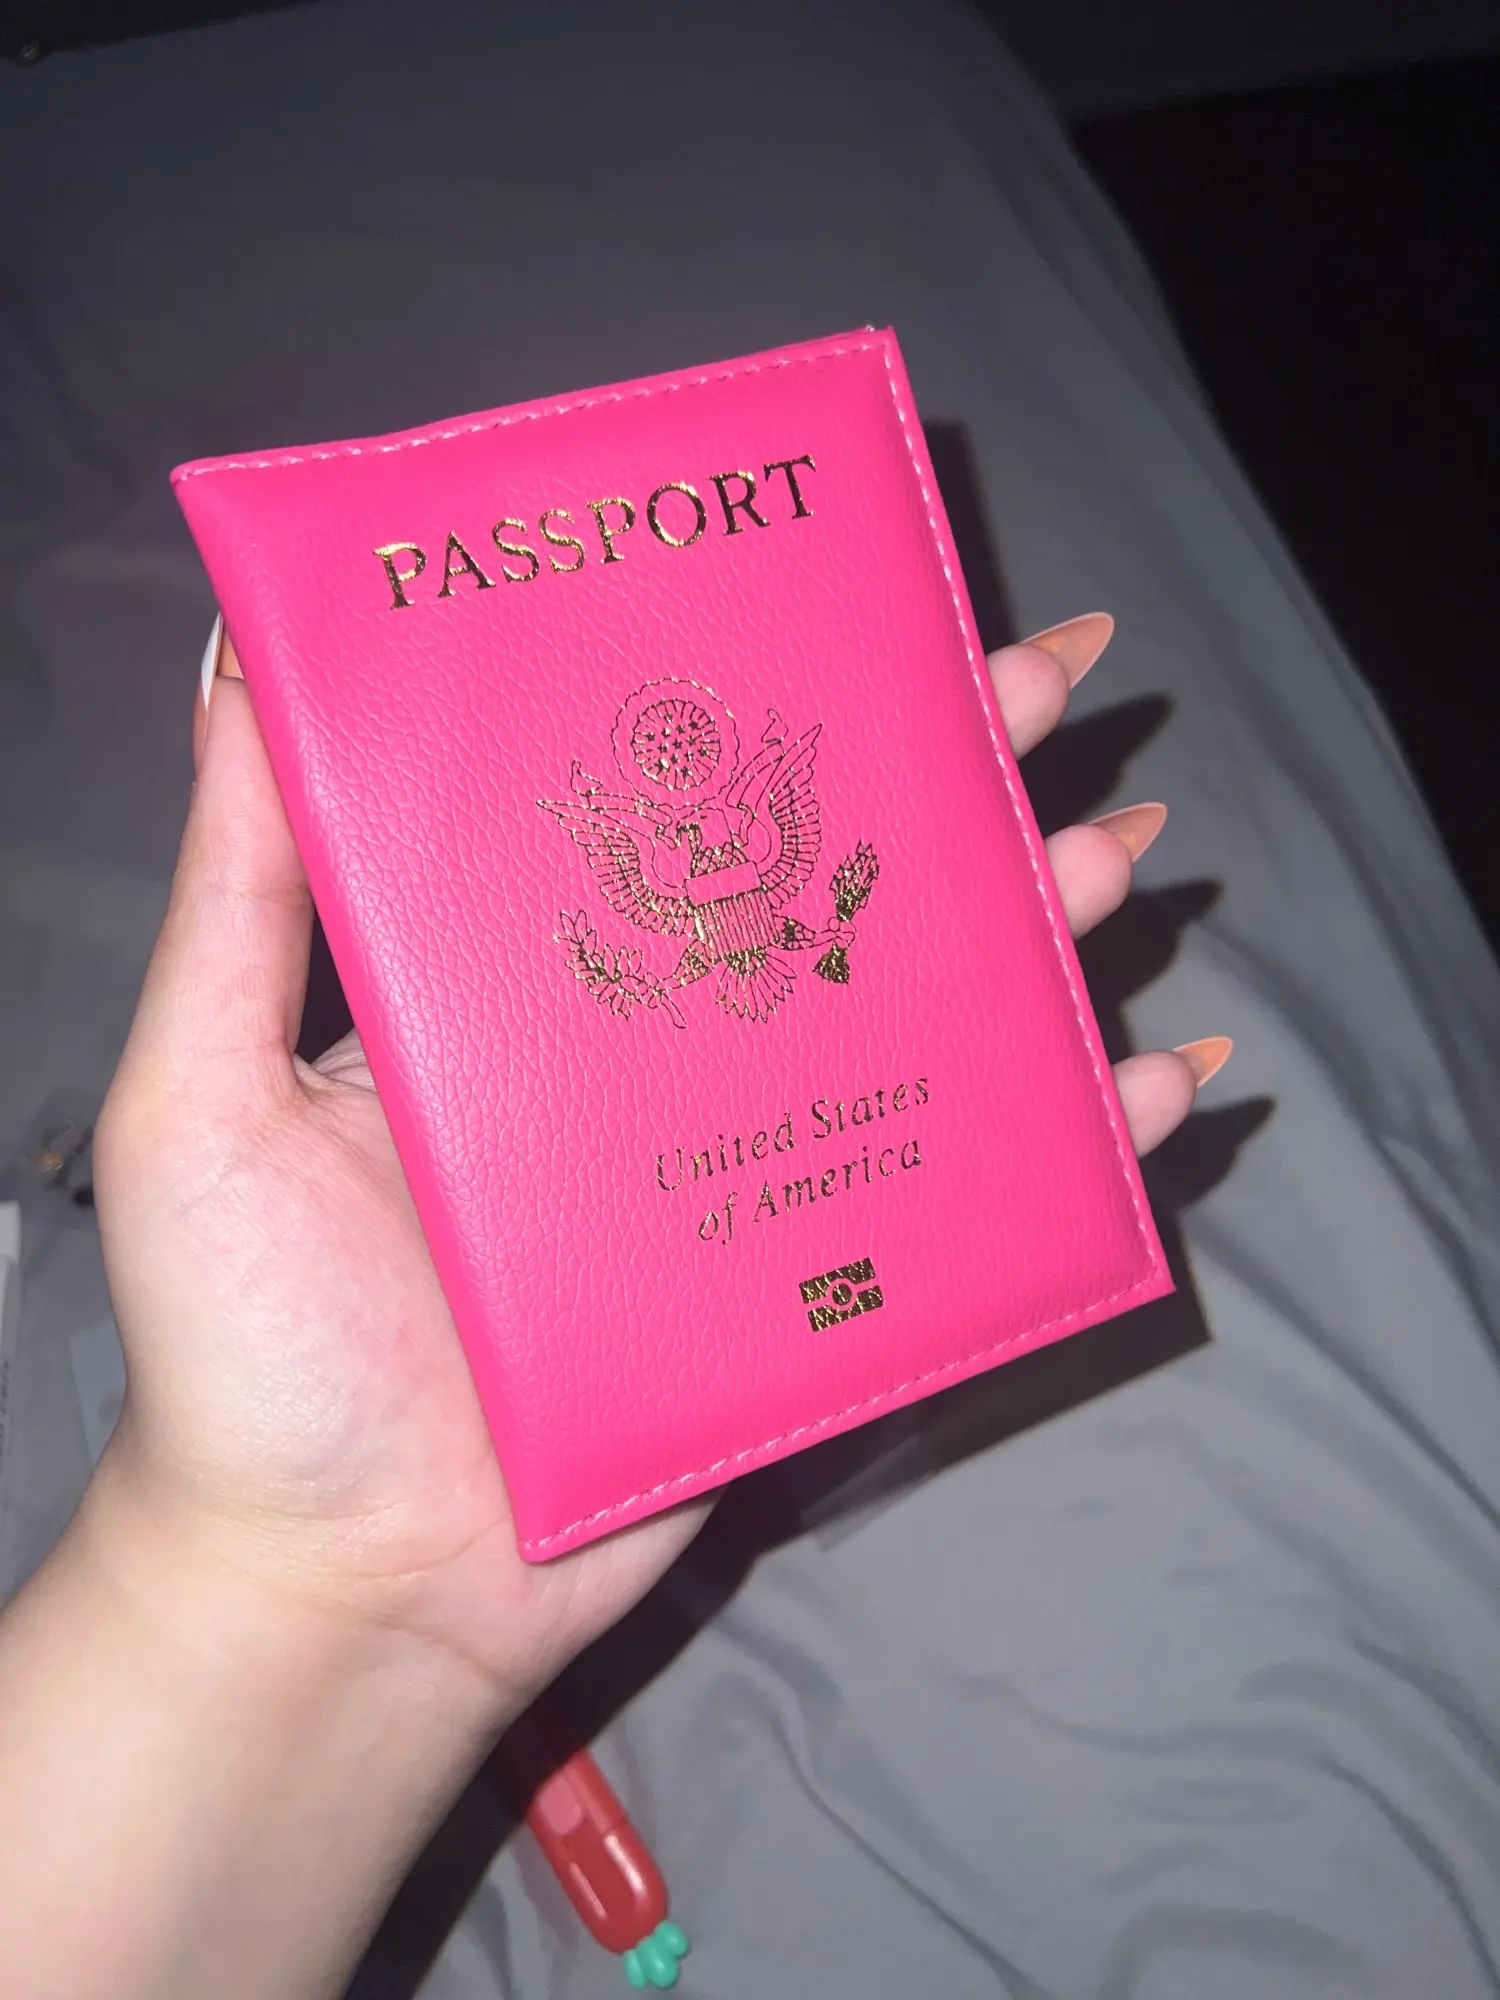 PASSPORT
United States
of America